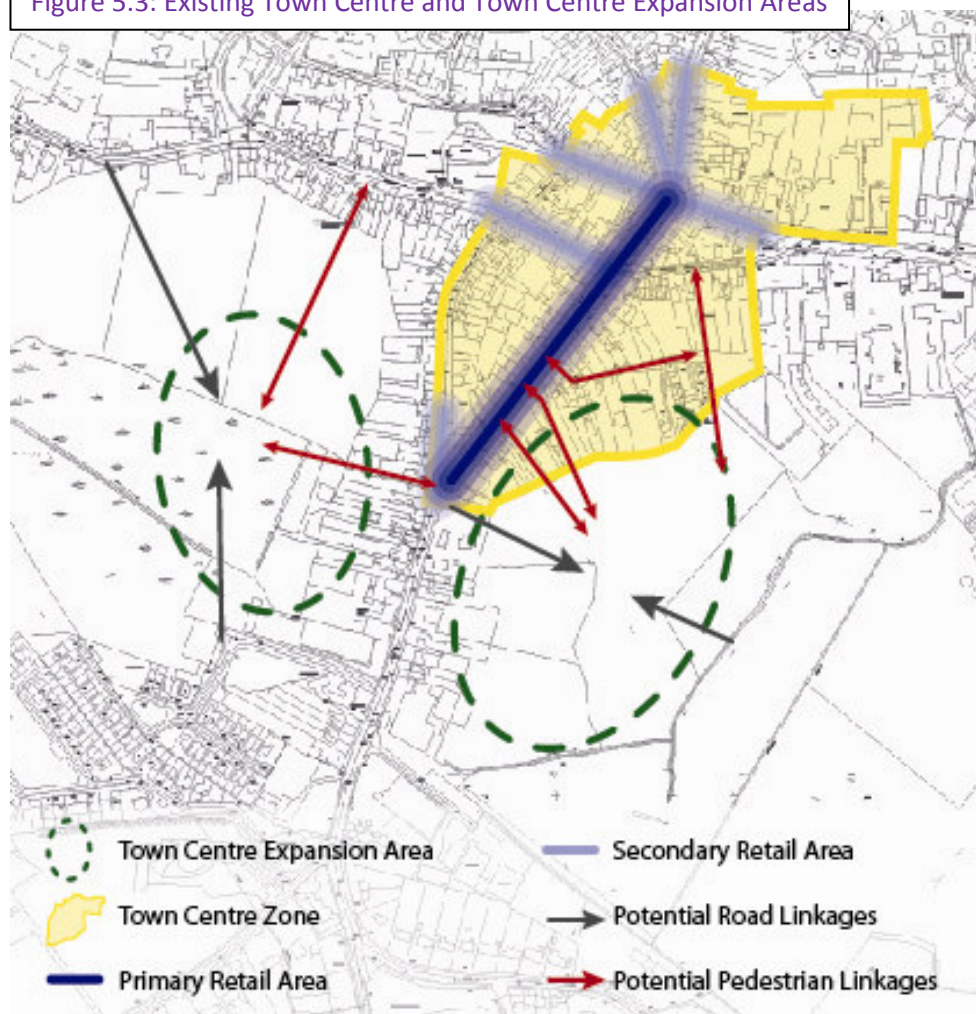 Figure 5.3: Existing Town Centre and Town Centre Expansion Areas
Town Centre Expansion Area
Secondary Retail Area
Town Centre Zone
Potential Road Linkages
Primary Retail Area
Potential Pedestrian Linkages